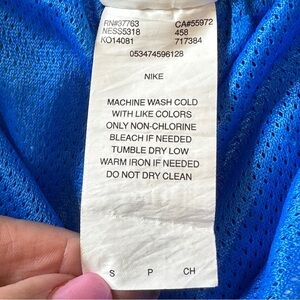 RN#37763 CA#55972
NESS5318 458
KO14081 717384
053474596128
NIKE
MACHINE WASH COLD
WITH LIKE COLORS
ONLY NON-CHLORINE
BLEACH IF NEEDED
TUMBLE DRY LOW
WARM IRON IF NEEDED
DO NOT DRY CLEAN
S P CH